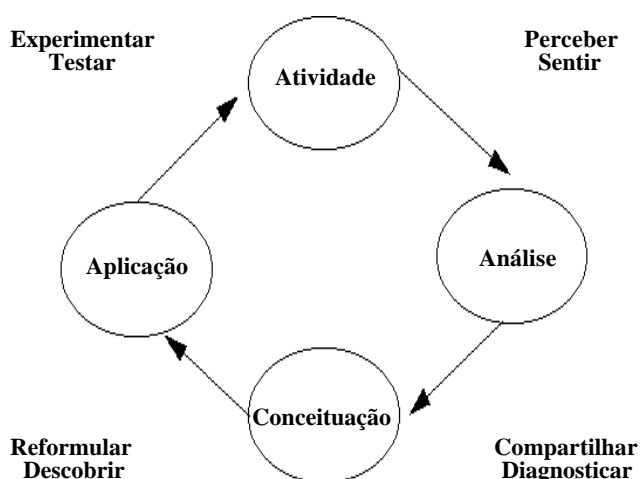 Experimentar
Testar
Perceber
Sentir
Atividade
Aplicação
Análise
Conceituação
Reformular
Descobrir
Compartilhar
Diagnosticar